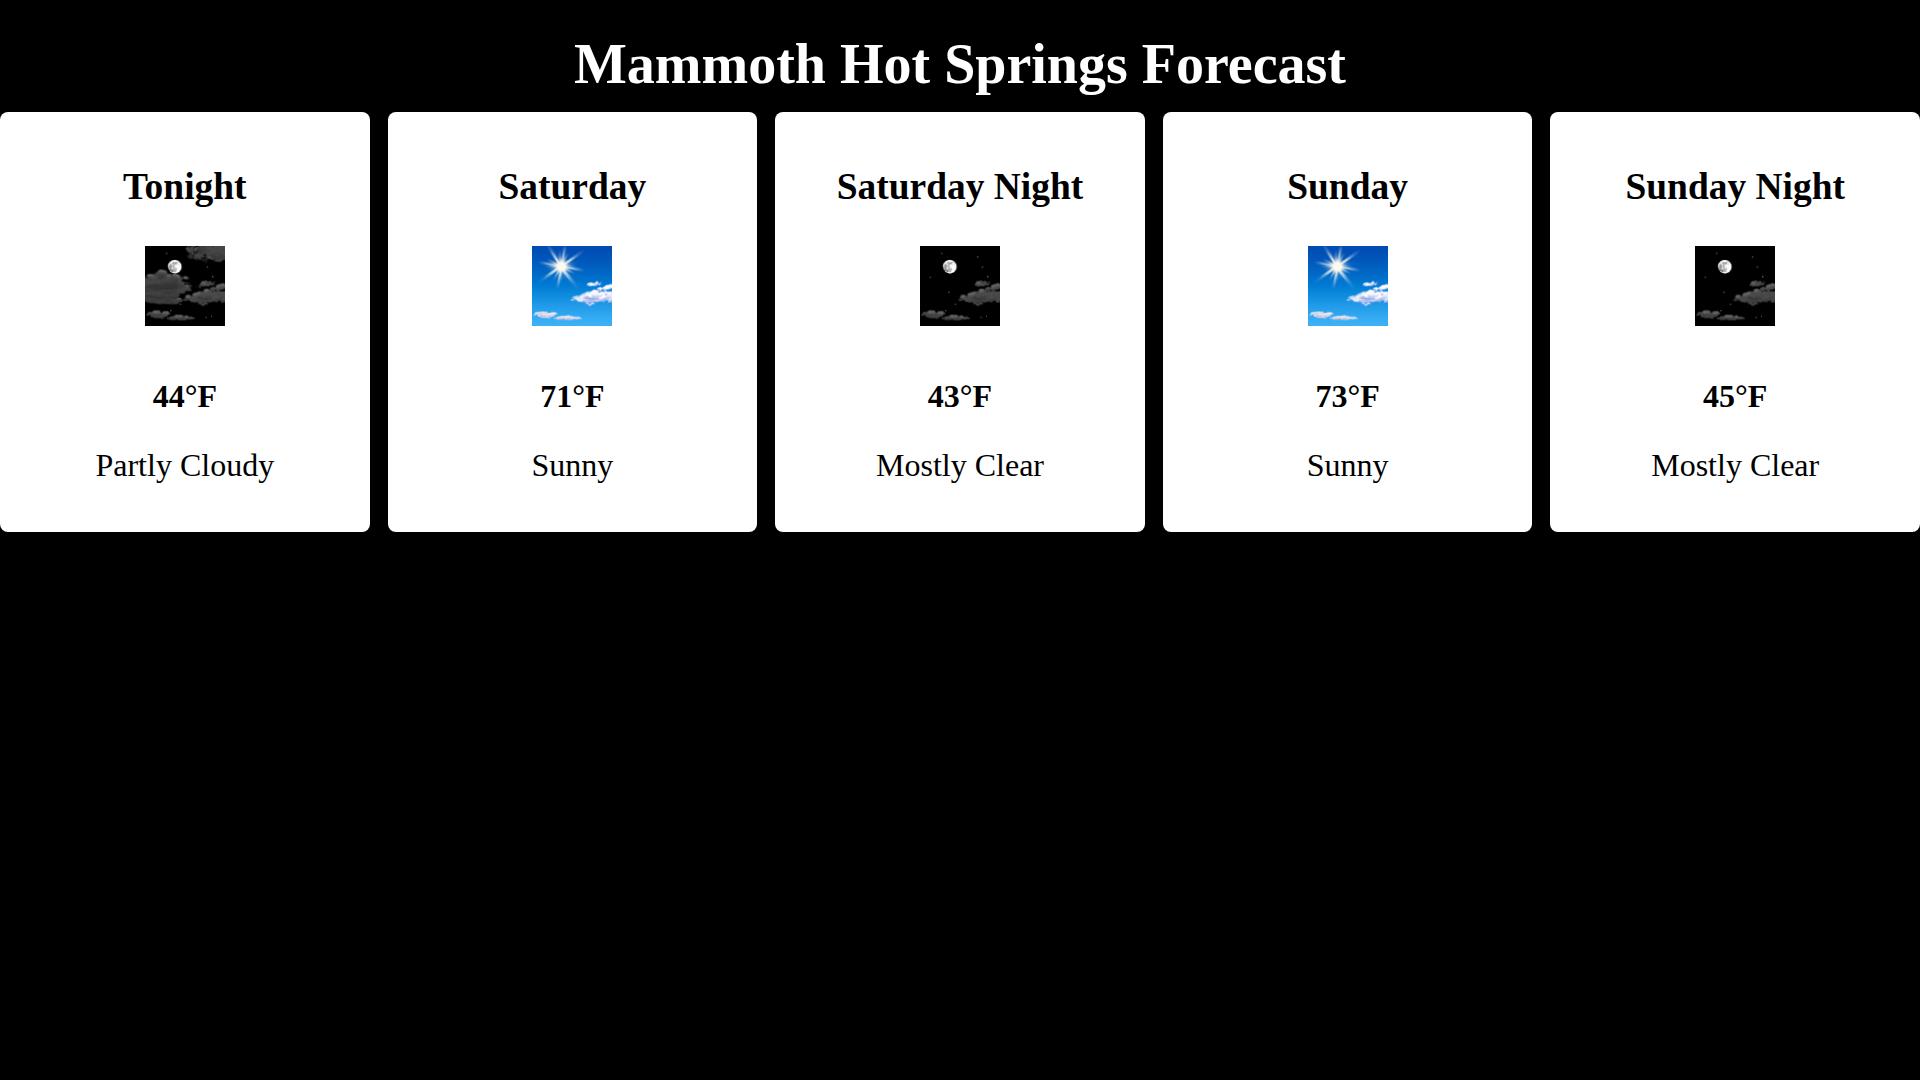 Mammoth Hot Springs Forecast
Tonight
44°F
Partly Cloudy
Saturday
71°F
Sunny
Saturday Night
43°F
Mostly Clear
Sunday
73°F
Sunny
Sunday Night
45°F
Mostly Clear